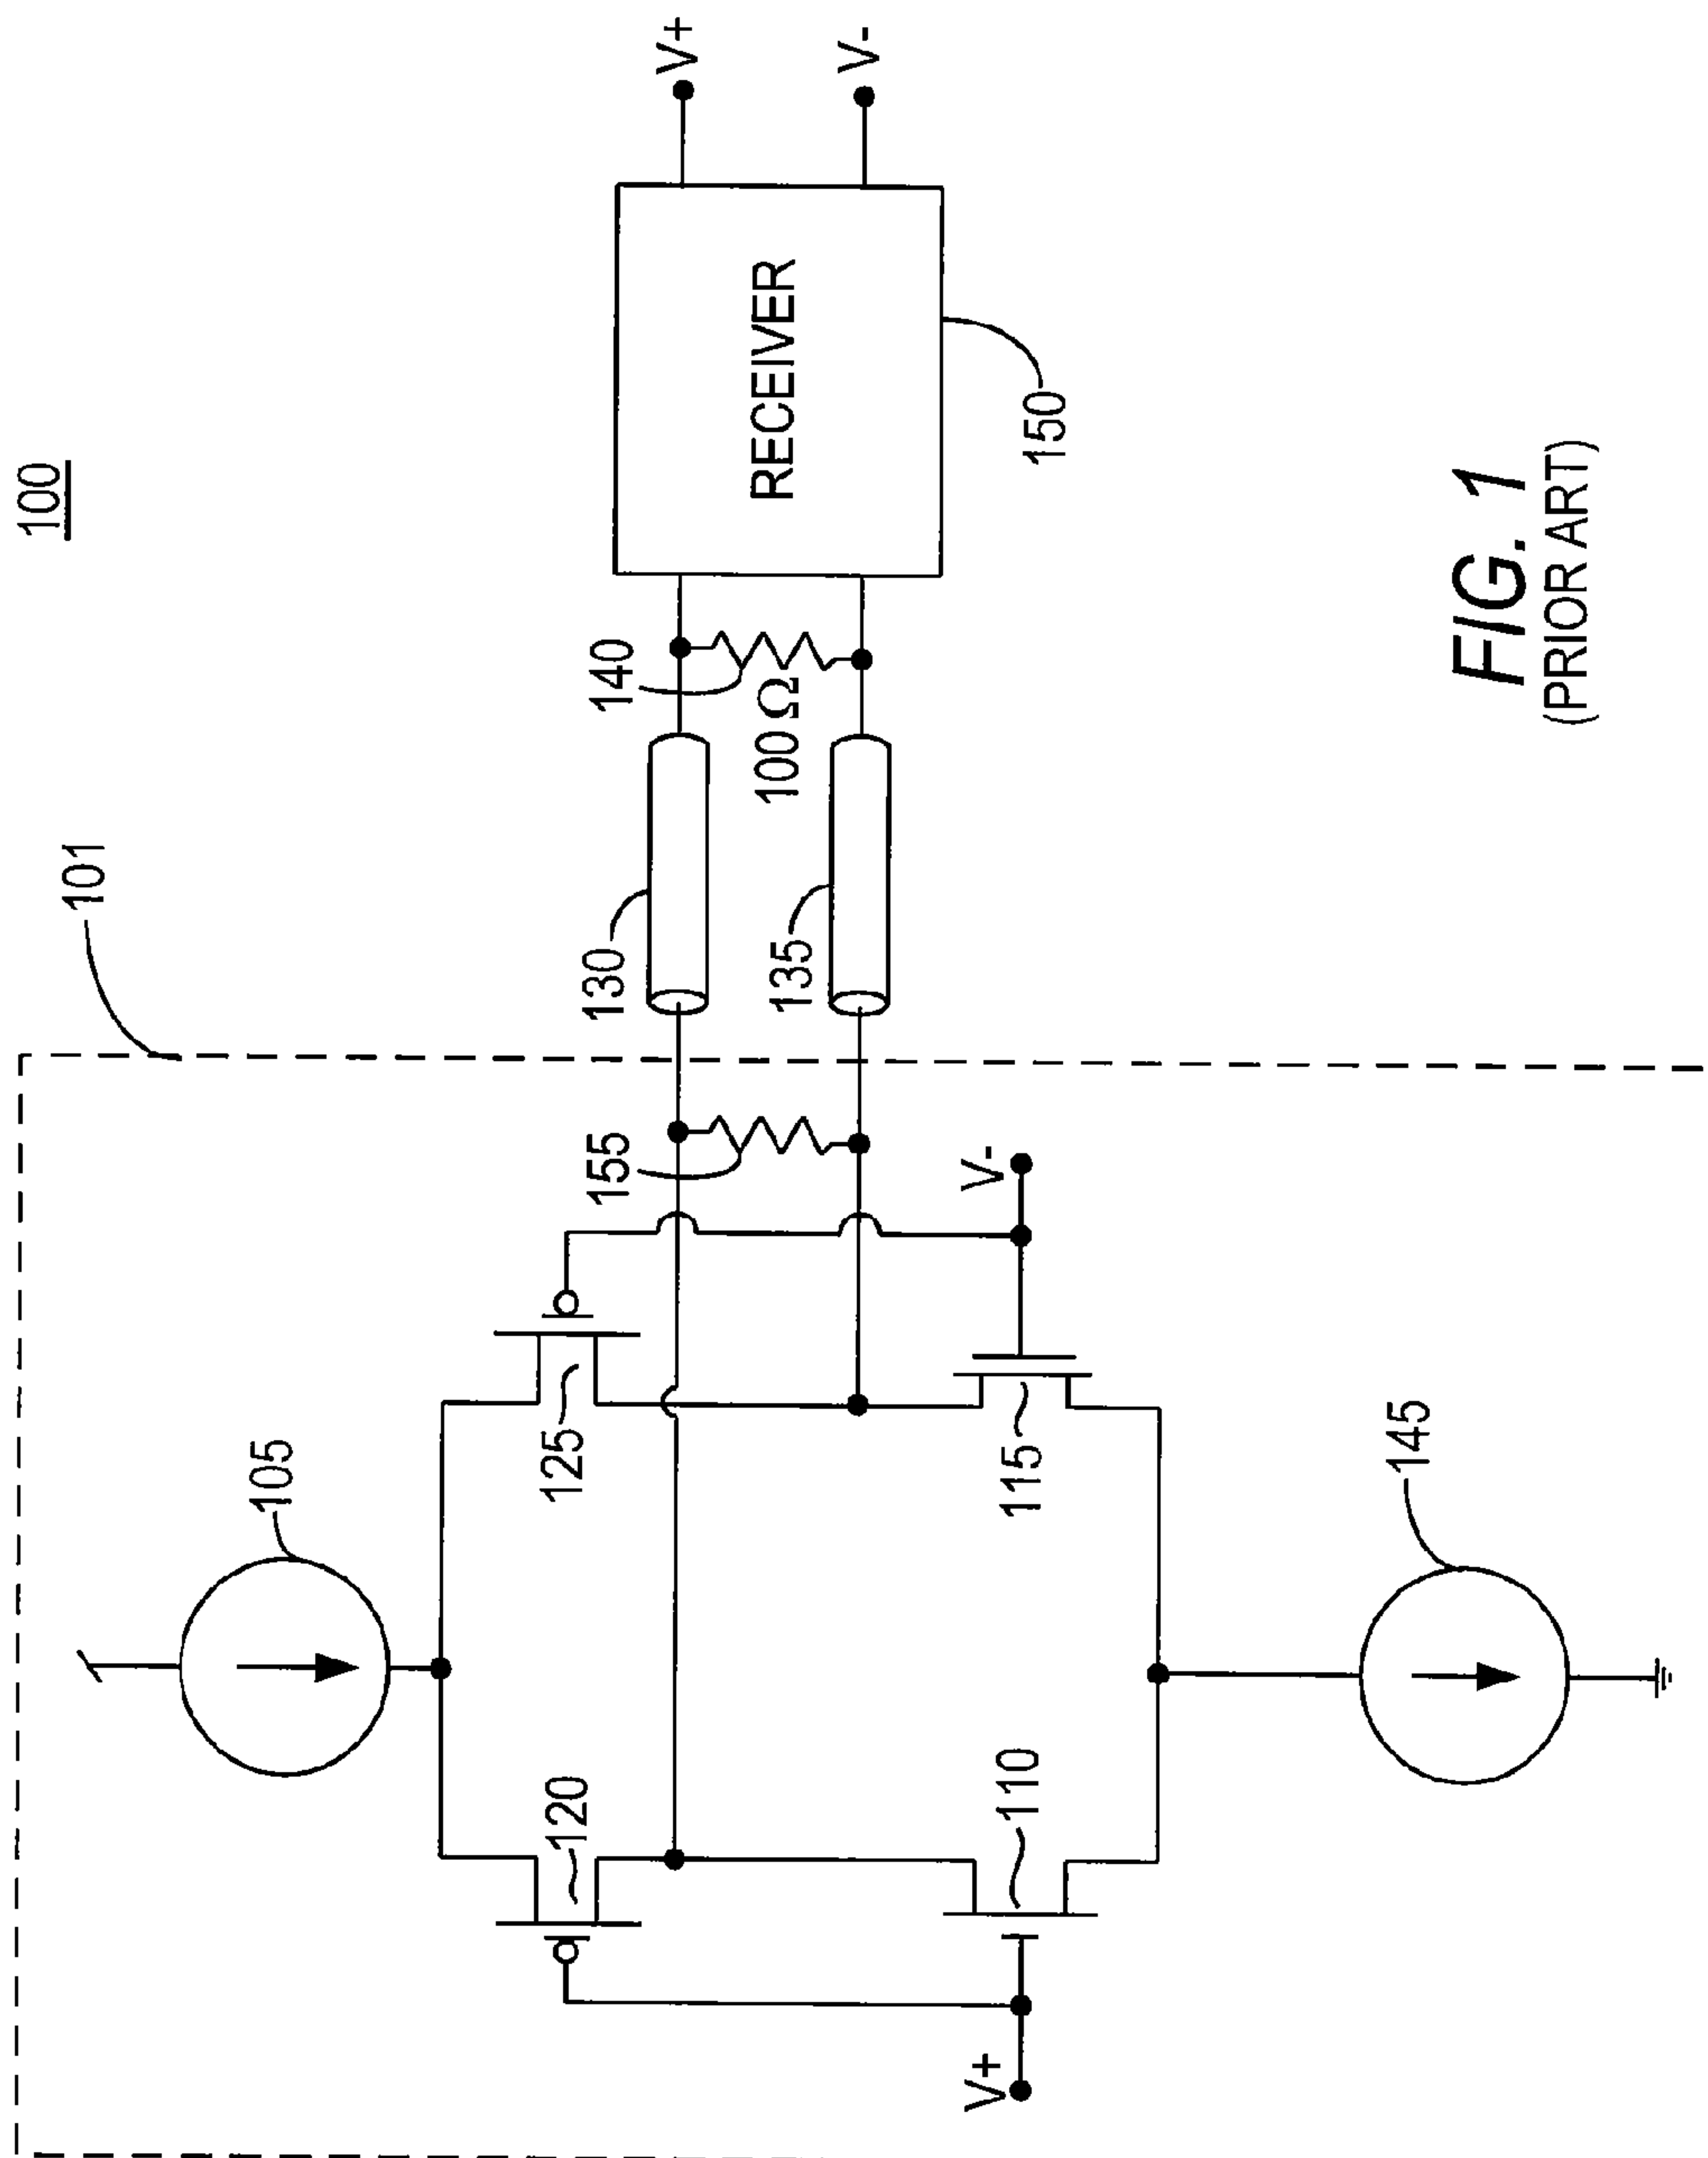 100
101
105
120
125
155
130
140
V+
135
100 Ω
RECEIVER
V-
V+
110
115
V-
150
145
FIG. 1
(PRIOR ART)